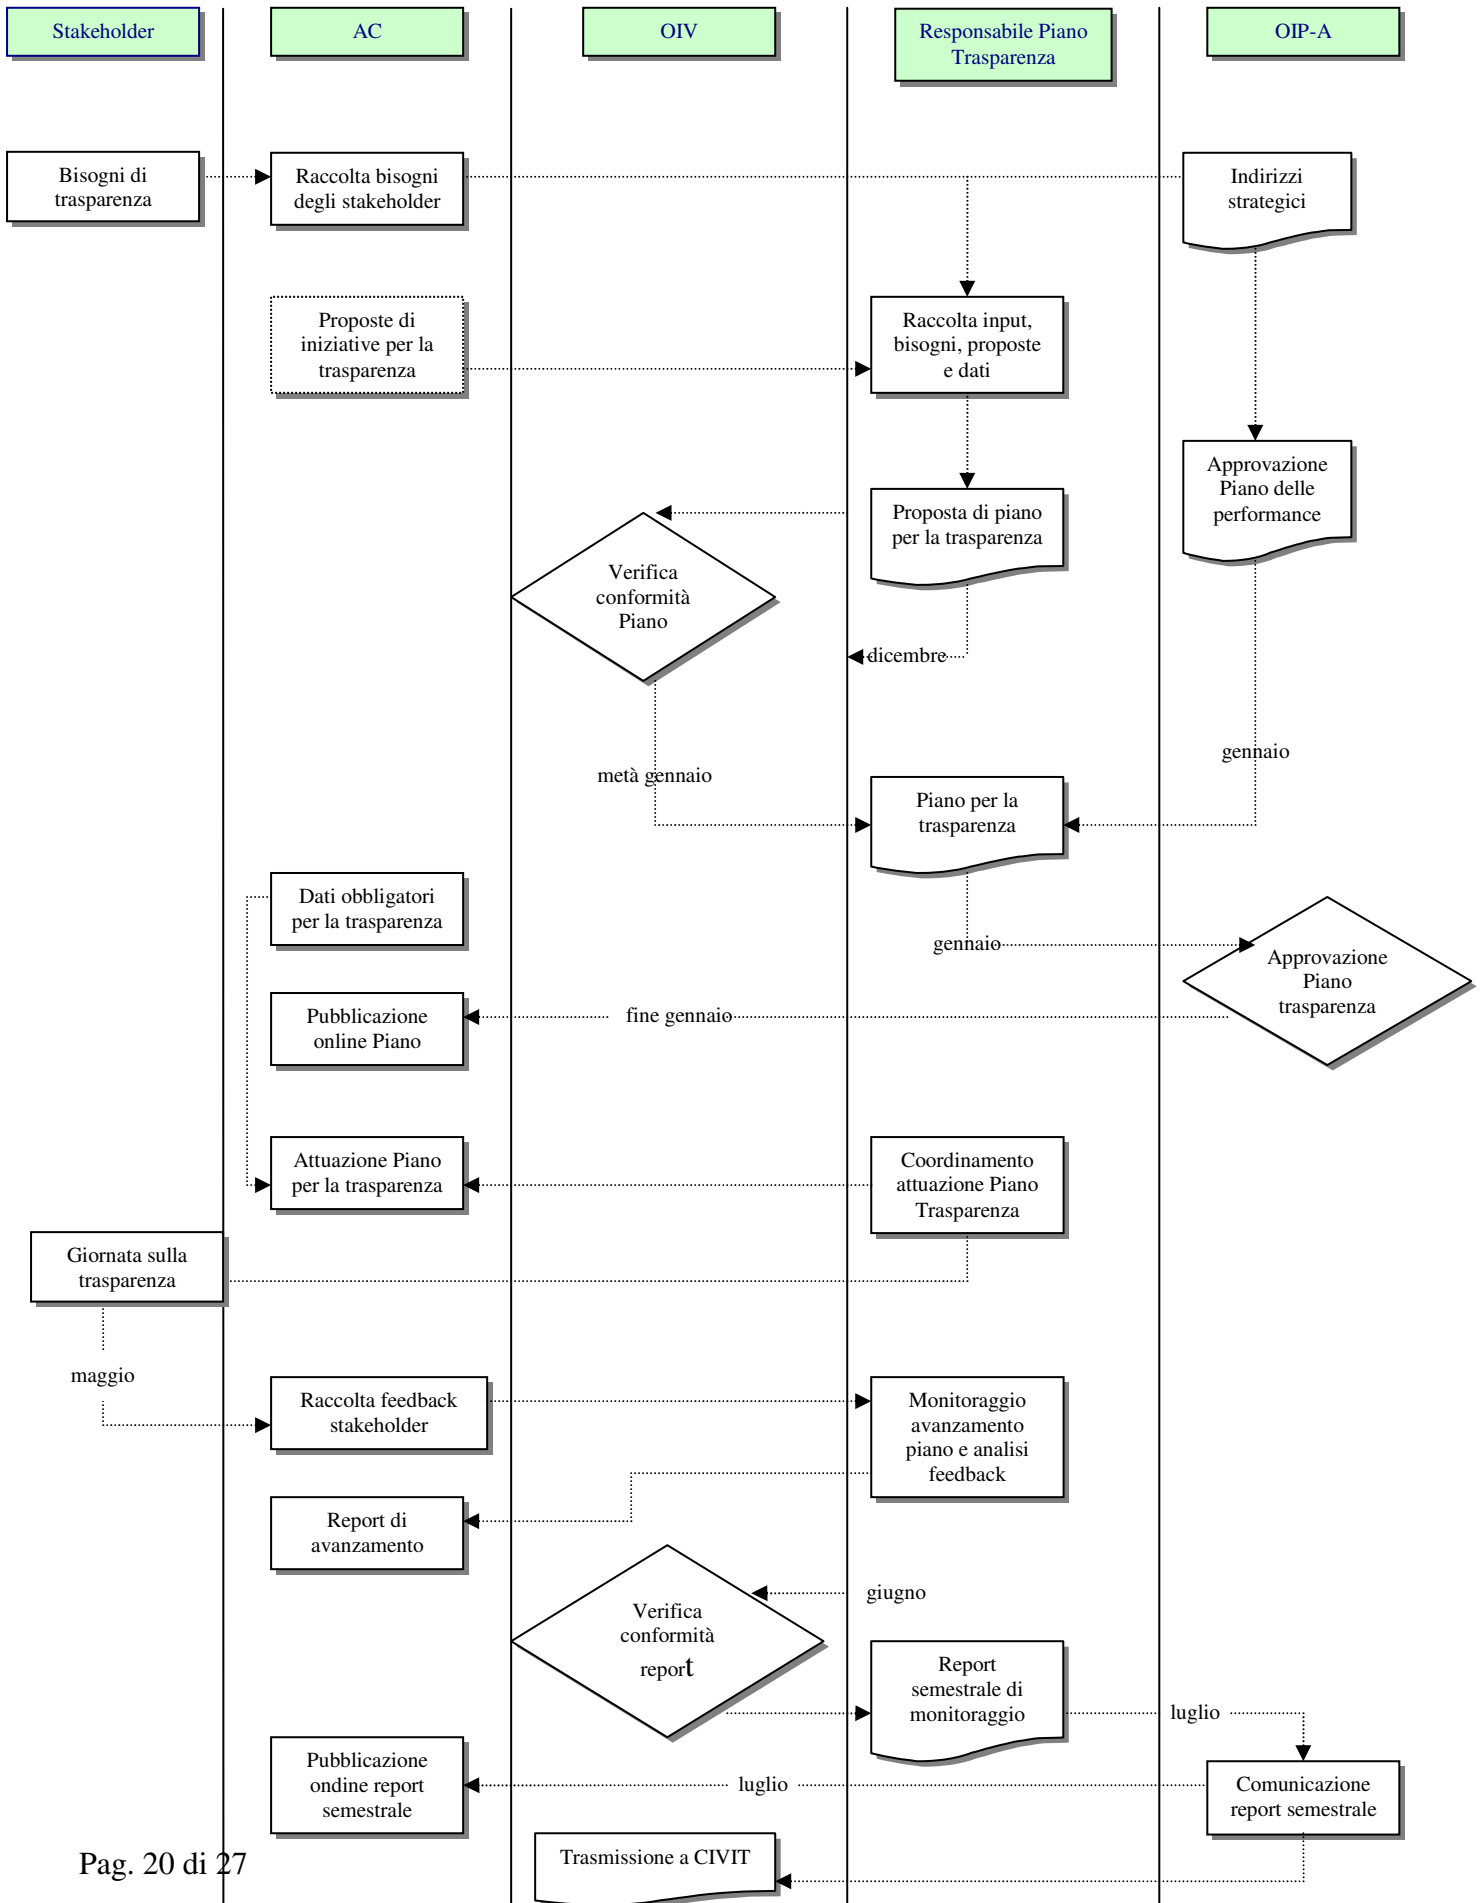 Stakeholder
AC
OIV
Responsabile Piano
Trasparenza
OIP-A
Bisogni di
trasparenza
Raccolta bisogni
degli stakeholder
Indirizzi
strategici
Proposte di
iniziative per la
trasparenza
Raccolta input,
bisogni, proposte
e dati
Approvazione
Piano delle
performance
Proposta di piano
per la trasparenza
Verifica
conformità
Piano
dicembre
gennaio
metà gennaio
Piano per la
trasparenza
Dati obbligatori
per la trasparenza
gennaio
Approvazione
Piano
trasparenza
Pubblicazione
online Piano
fine gennaio
Attuazione Piano
per la trasparenza
Coordinamento
attuazione Piano
Trasparenza
Giornata sulla
trasparenza
maggio
Raccolta feedback
stakeholder
Monitoraggio
avanzamento
piano e analisi
feedback
Report di
avanzamento
giugno
Verifica
conformità
report
Report
semestrale di
monitoraggio
luglio
Pubblicazione
ondine report
semestrale
luglio
Comunicazione
report semestrale
Trasmissione a CIVIT
Pag. 20 di 27